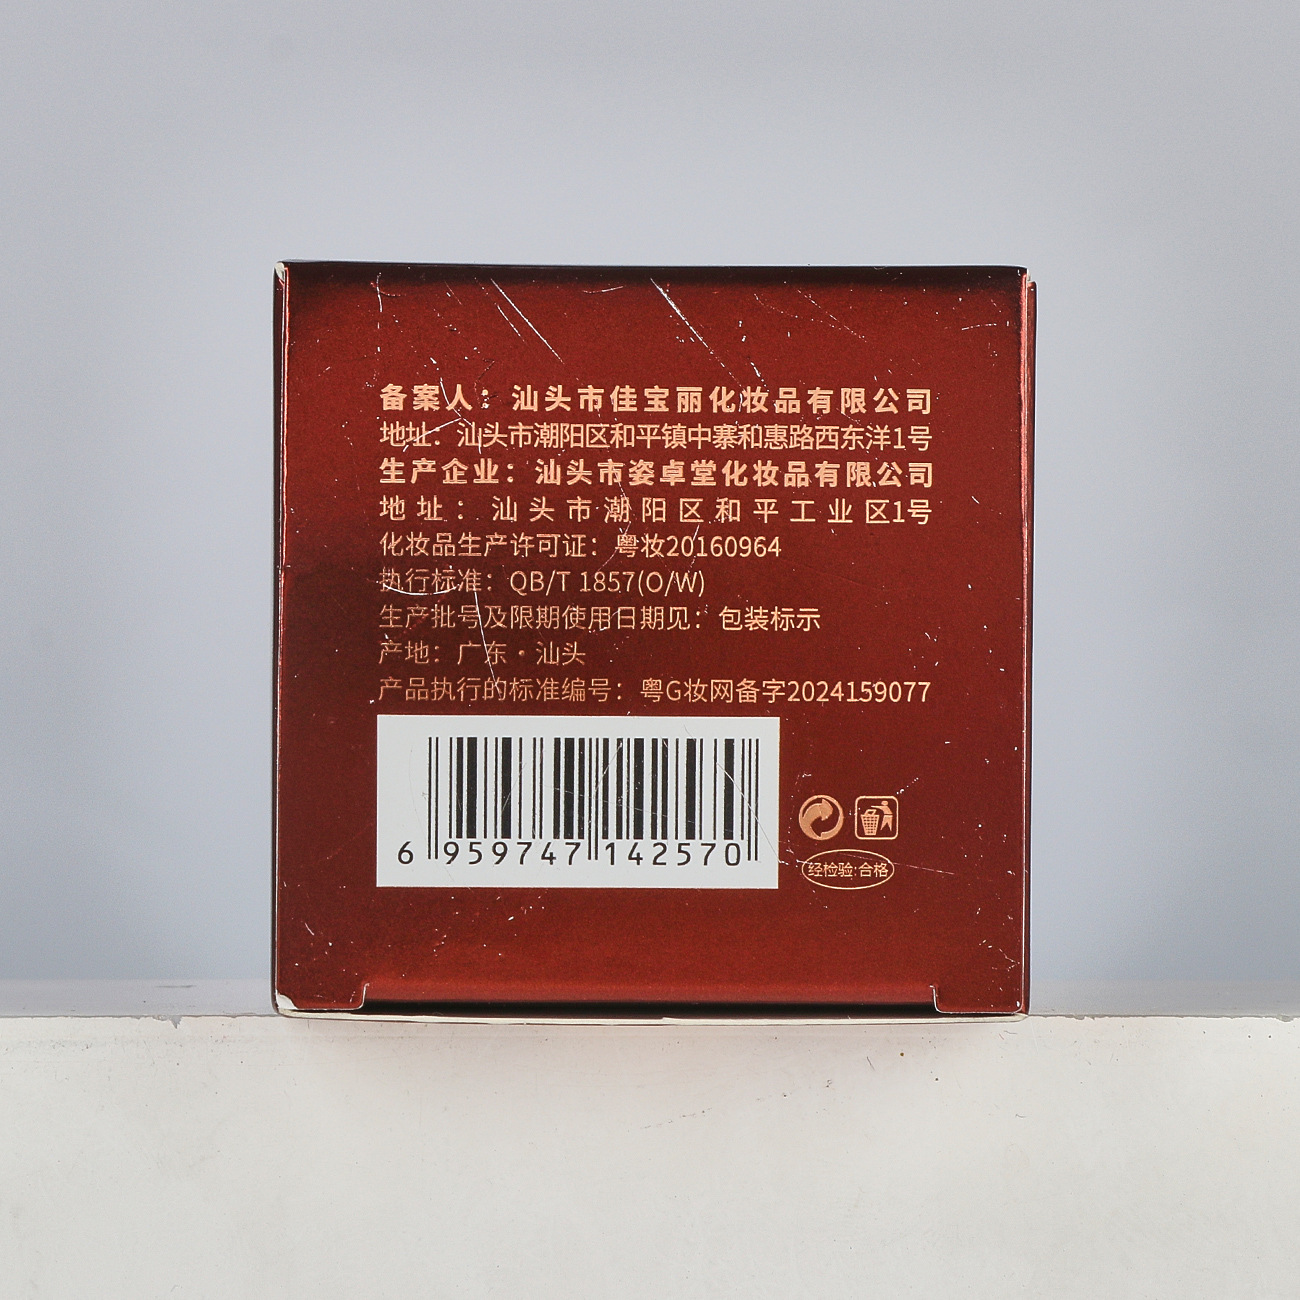 备案人：汕头市佳宝丽化妆品有限公司
地址：汕头市潮阳区和平镇中寨和惠路西东洋1号
生产企业：汕头市姿卓堂化妆品有限公司
地址：汕头市潮阳区和平工业区1号
化妆品生产许可证：粤妆20160964
执行标准：QB/T 1857(O/W)
生产批号及限期使用日期见：包装标示
产地：广东·汕头
产品执行的标准编号：粤G妆网备字2024159077
6 959747 142570
经检验:合格